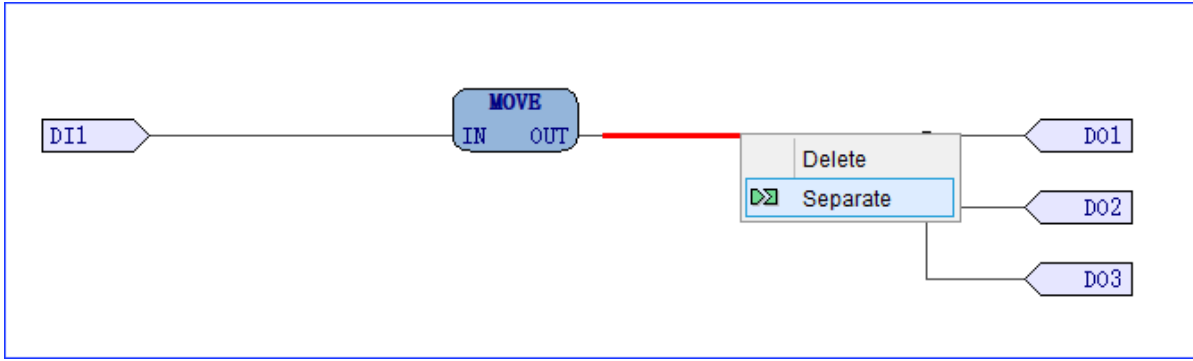 MOVE
DI1
IN OUT
DO1
Delete
Separate
DO2
DO3